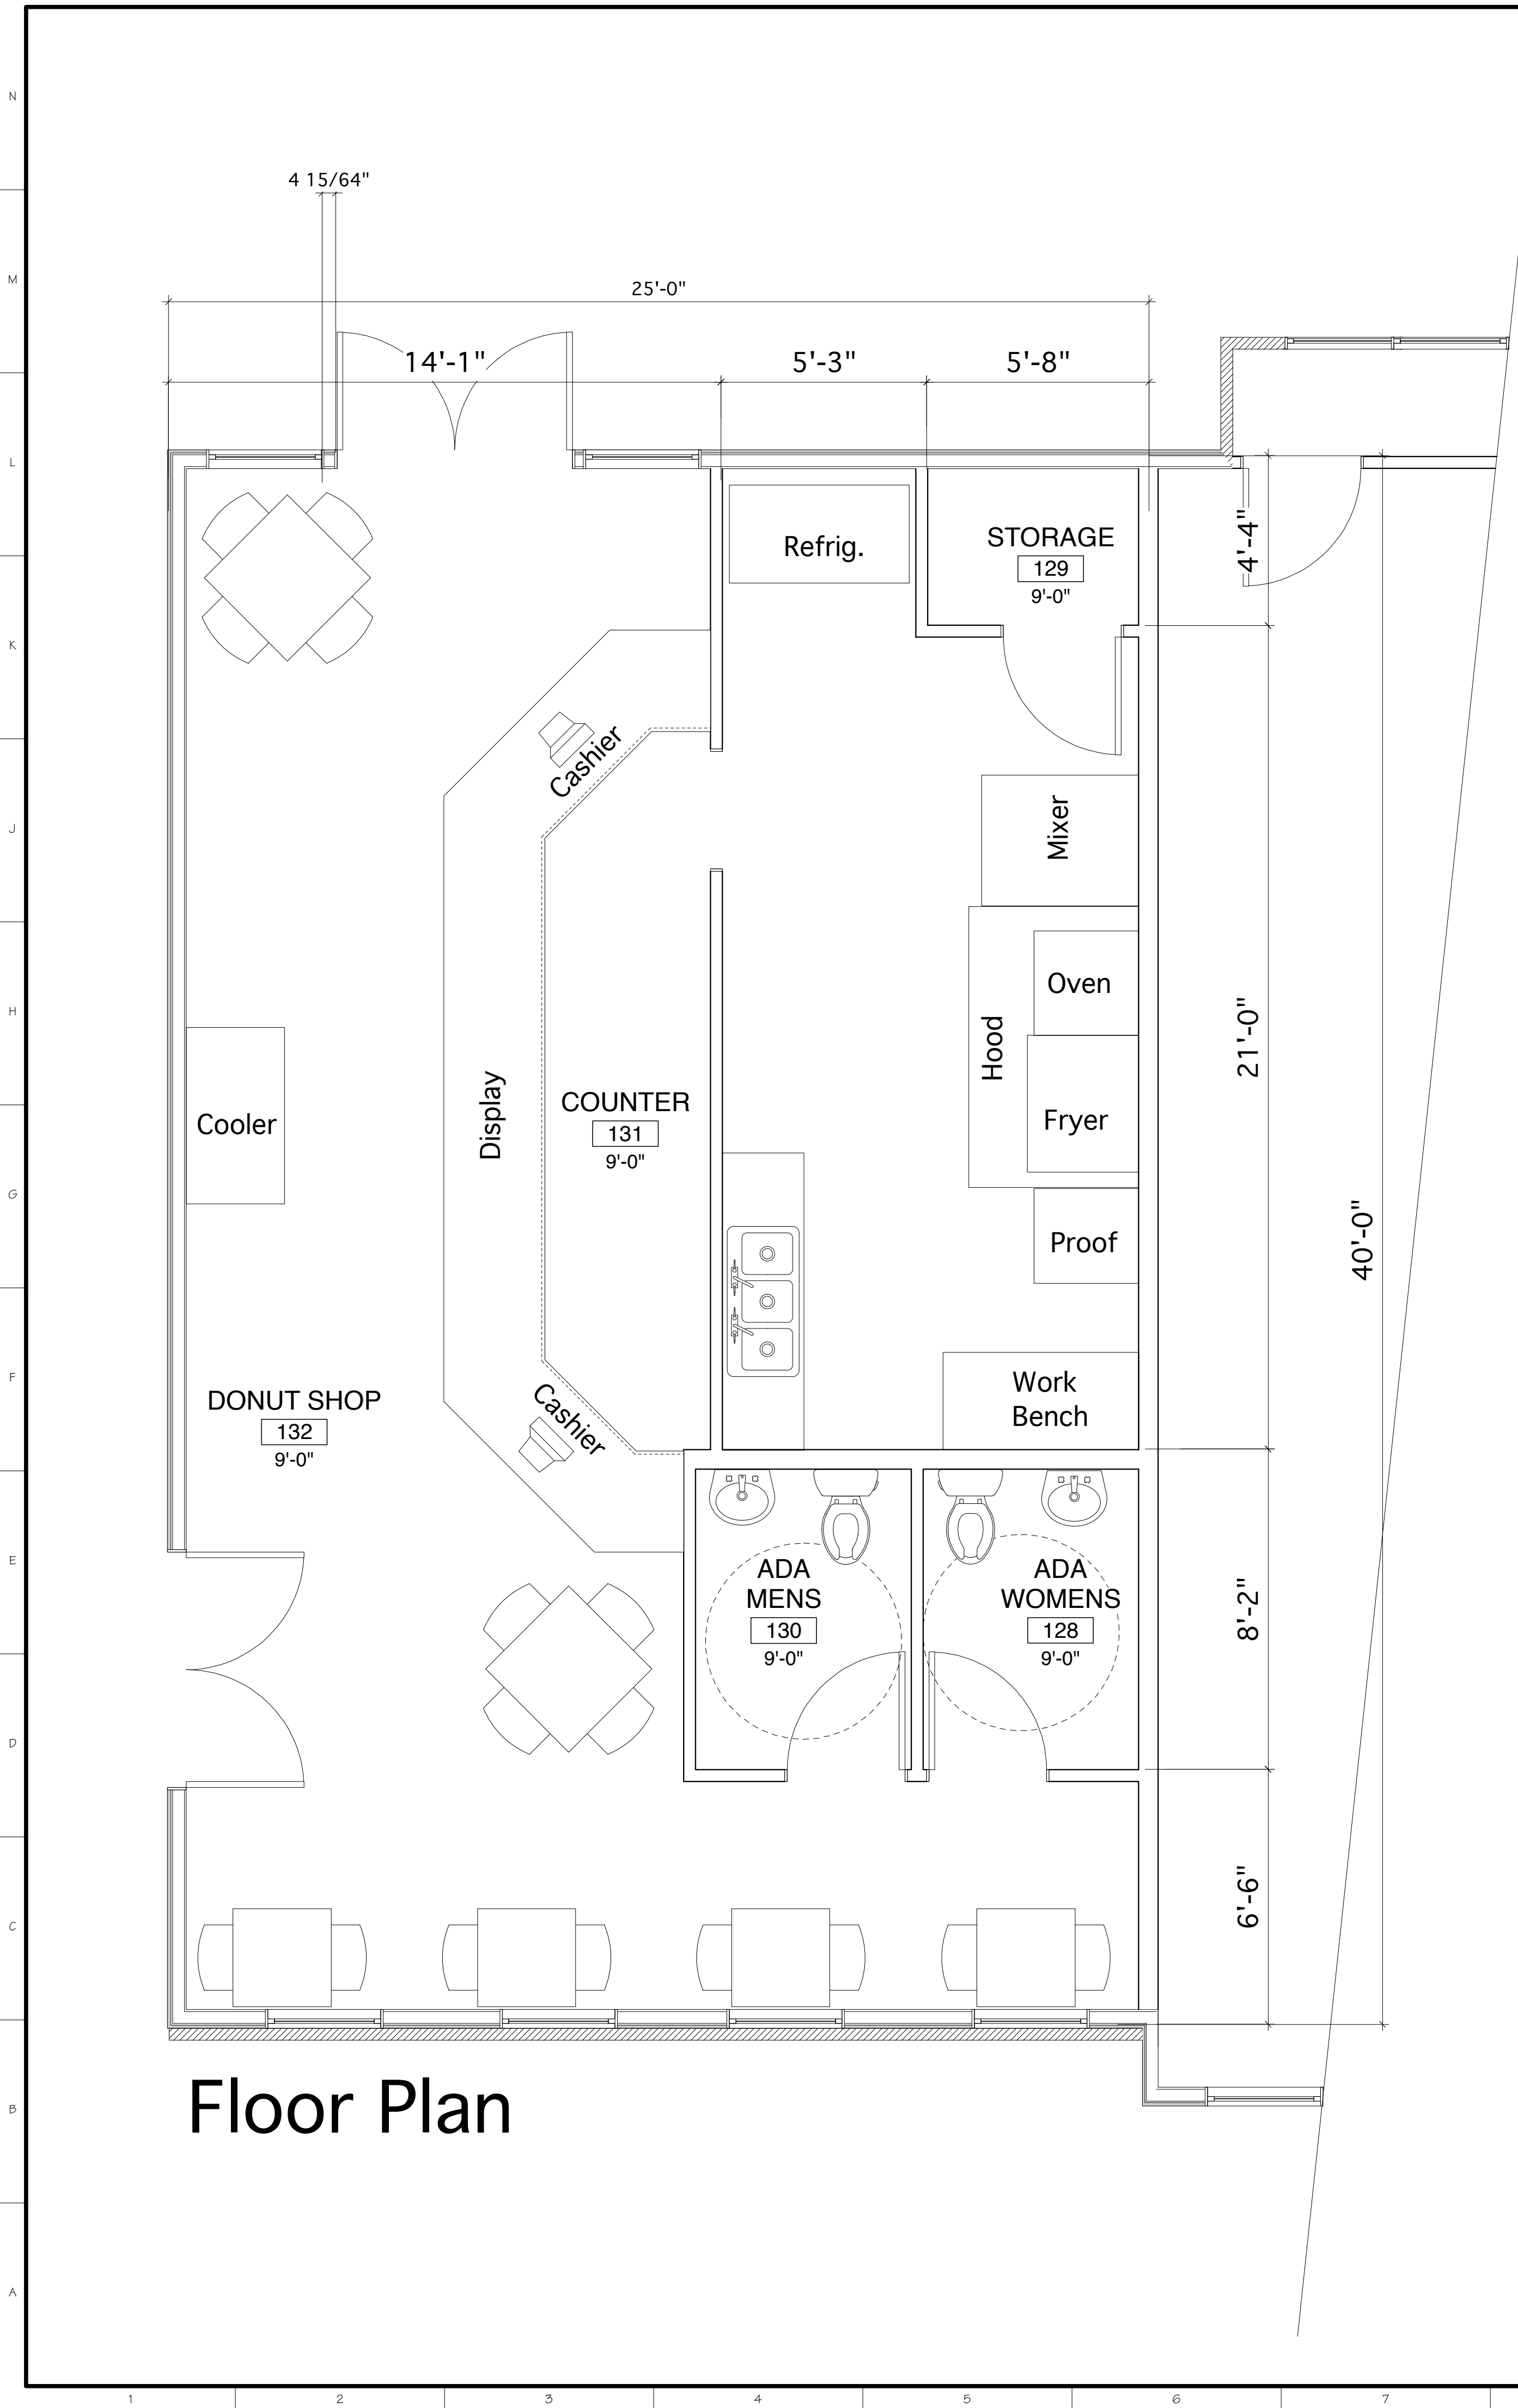 4 15/64"
25'-0"
14'-1"
5'-3"
5'-8"
N
M
L
K
J
H
G
F
E
D
C
B
A
Refrig.
STORAGE
129
9'-0"
4'-4"
Cashier
Mixer
Oven
Hood
21'-0"
Display
COUNTER
131
9'-0"
Cooler
Fryer
40'-0"
Proof
Work
Bench
DONUT SHOP
132
9'-0"
Cashier
ADA
MENS
130
9'-0"
ADA
WOMENS
128
9'-0"
8'-2"
6'-6"
Floor Plan
1
2
3
4
5
6
7